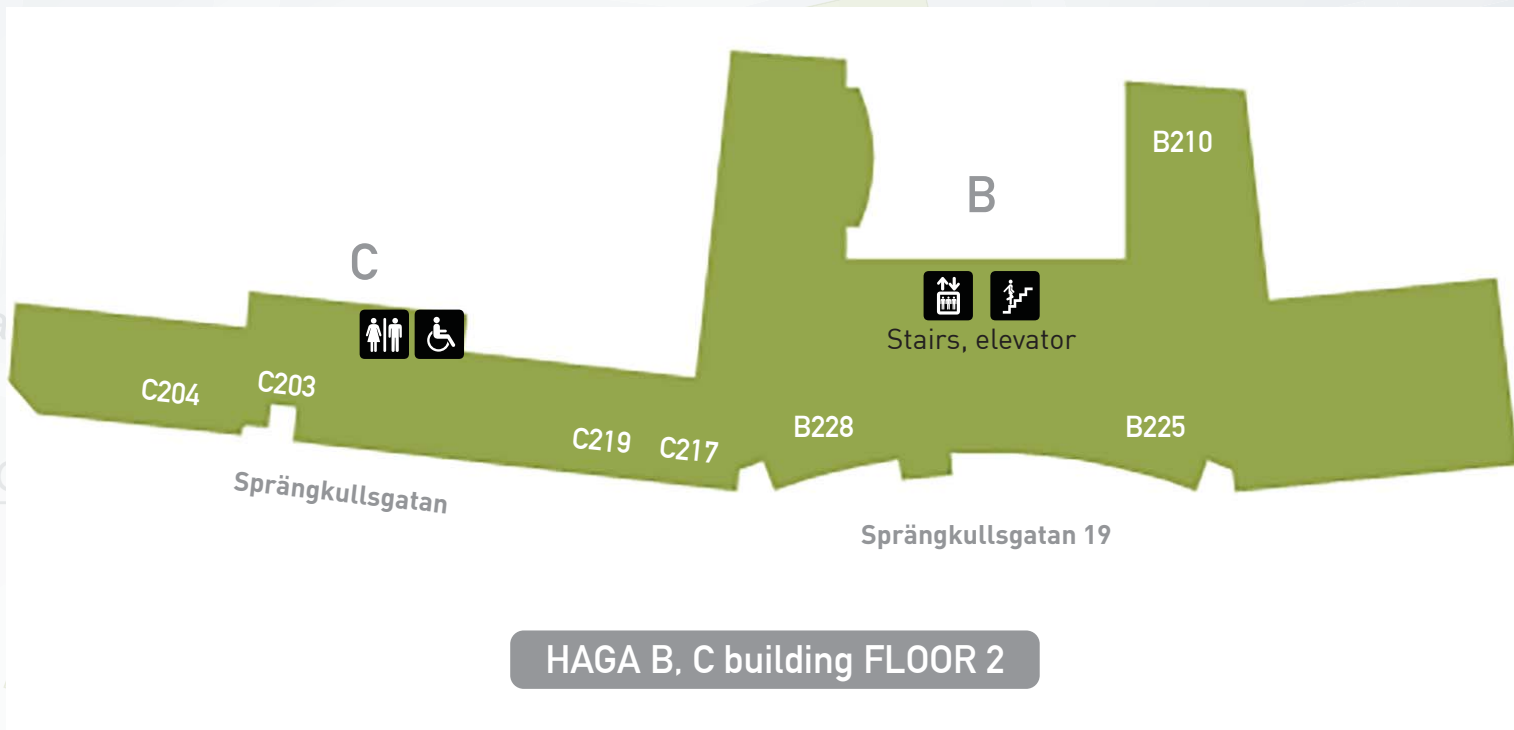 B210
B
C
Stairs, elevator
C204
C203
B228
B225
C219
C217
Sprängkullsgatan
Sprängkullsgatan 19
HAGA B, C building FLOOR 2